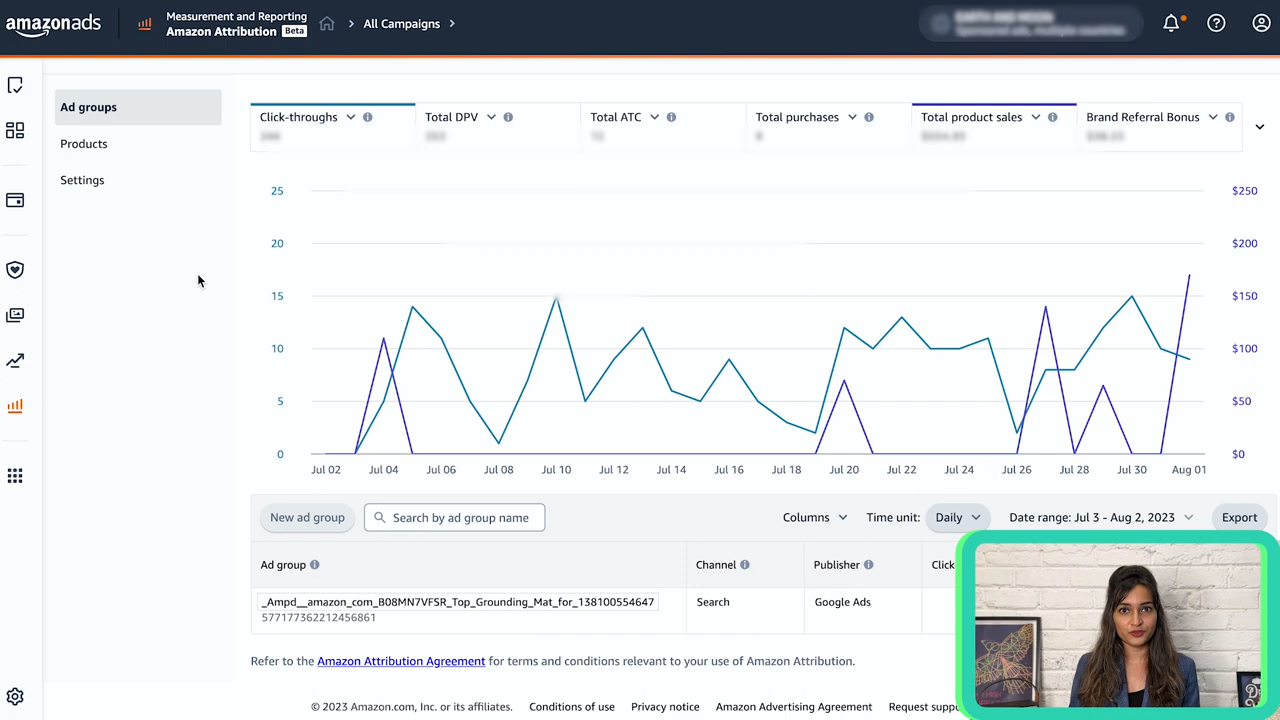 amazonads
Measurement and Reporting
Amazon Attribution Beta
All Campaigns
Ad groups
Products
Settings
Click-throughs
Total DPV
Total ATC
Total purchases
Total product sales
Brand Referral Bonus
25
20
15
10
5
0
$250
$200
$150
$100
$50
$0
Jul 02 Jul 04 Jul 06 Jul 08 Jul 10 Jul 12 Jul 14 Jul 16 Jul 18 Jul 20 Jul 22 Jul 24 Jul 26 Jul 28 Jul 30 Aug 01
New ad group
Search by ad group name
Columns
Time unit:
Daily
Date range: Jul 3 - Aug 2, 2023
Export
Ad group
Channel
Publisher
Click
_Ampd__amazon_com_B08MN7VFSR_Top_Grounding_Mat_for_138100554647
577177362212456861
Search
Google Ads
Refer to the Amazon Attribution Agreement for terms and conditions relevant to your use of Amazon Attribution.
© 2023 Amazon.com, Inc. or its affiliates. Conditions of use Privacy notice Amazon Advertising Agreement Request suppo